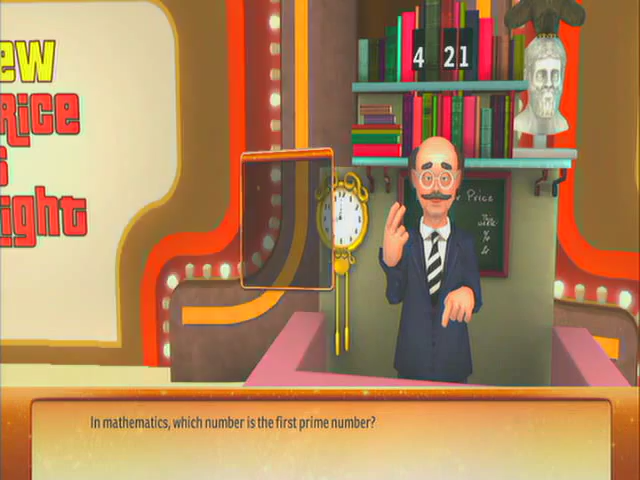 ew
Rice
s
ight
4 21
Price
In mathematics, which number is the first prime number?